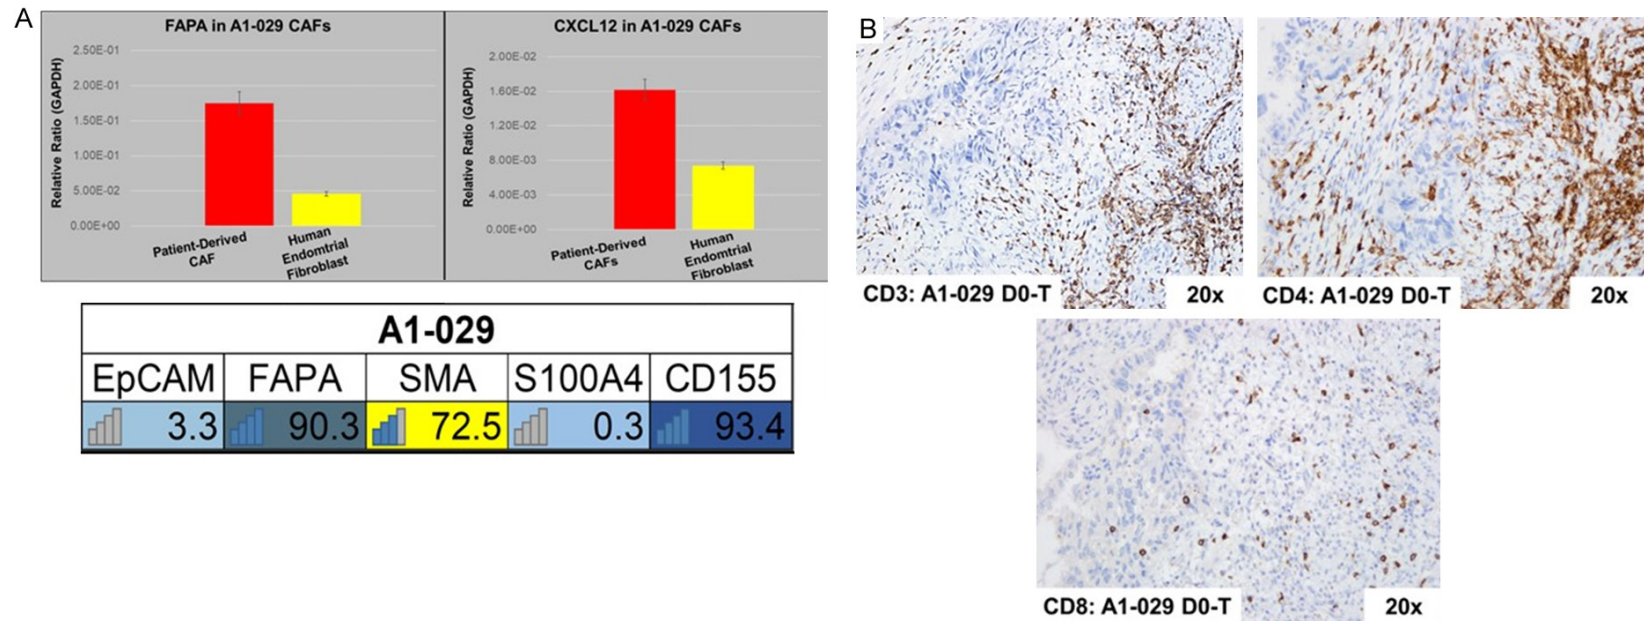 A
FAPA in A1-029 CAFs
2.50E-01
2.00E-01
1.50E-01
1.00E-01
5.00E-02
0.00E+00
Relative Ratio (GAPDH)
Patient-Derived
CAF
Human
Endomtrial
Fibroblast
CXCL12 in A1-029 CAFs
2.00E-02
1.60E-02
1.20E-02
8.00E-03
4.00E-03
0.00E+00
Relative Ratio (GAPDH)
Patient-Derived
CAFs
Human
Endomtrial
Fibroblast
A1-029
EpCAM FAPA SMA S100A4 CD155
3.3 90.3 72.5 0.3 93.4
B
CD3: A1-029 D0-T 20x
CD4: A1-029 D0-T 20x
CD8: A1-029 D0-T 20x